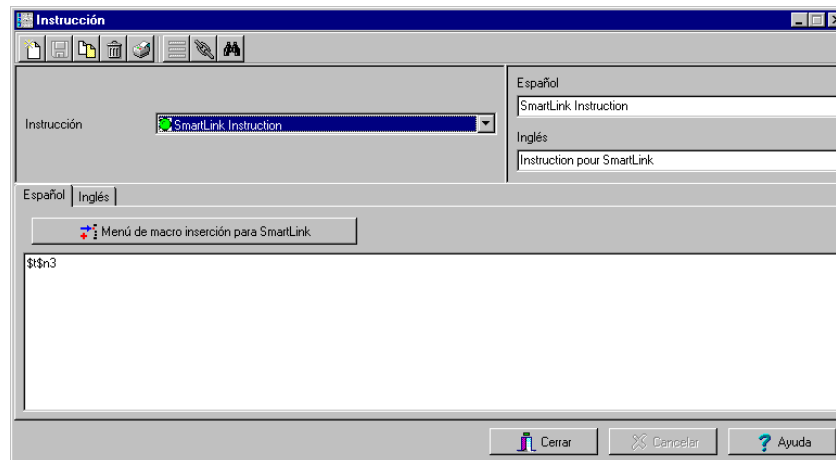 Instrucción
Español
SmartLink Instruction
Instrucción
SmartLink Instruction
Inglés
Instruction pour SmartLink
Español
Inglés
Menú de macro inserción para SmartLink
$t$n3
Cerrar
Cancelar
Ayuda